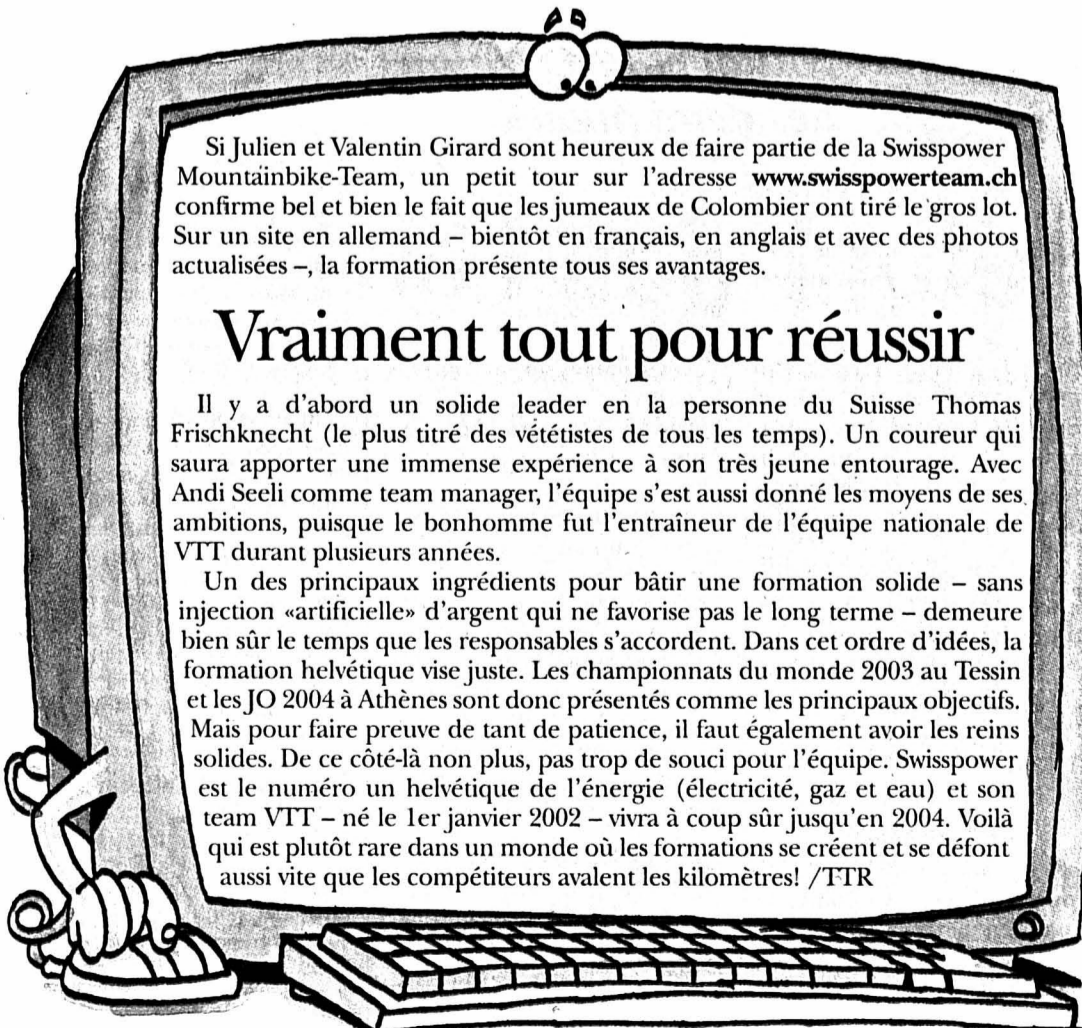 Si Julien et Valentin Girard sont heureux de faire partie de la Swisspower
Mountainbike-Team, un petit tour sur l'adresse www.swisspowerteam.ch
confirme bel et bien le fait que les jumeaux de Colombier ont tiré le gros lot.
Sur un site en allemand – bientôt en français, en anglais et avec des photos
actualisées –, la formation présente tous ses avantages.
Vraiment tout pour réussir
Il y a d'abord un solide leader en la personne du Suisse Thomas
Frischknecht (le plus titré des vététistes de tous les temps). Un coureur qui
saura apporter une immense expérience à son très jeune entourage. Avec
Andi Seeli comme team manager, l'équipe s'est aussi donné les moyens de ses
ambitions, puisque le bonhomme fut l'entraîneur de l'équipe nationale de
VTT durant plusieurs années.
Un des principaux ingrédients pour bâtir une formation solide – sans
injection «artificielle» d'argent qui ne favorise pas le long terme – demeure
bien sûr le temps que les responsables s'accordent. Dans cet ordre d'idées, la
formation helvétique vise juste. Les championnats du monde 2003 au Tessin
et les JO 2004 à Athènes sont donc présentés comme les principaux objectifs.
Mais pour faire preuve de tant de patience, il faut également avoir les reins
solides. De ce côté-là non plus, pas trop de souci pour l'équipe. Swisspower
est le numéro un helvétique de l'énergie (électricité, gaz et eau) et son
team VTT – né le 1er janvier 2002 – vivra à coup sûr jusqu'en 2004. Voilà
qui est plutôt rare dans un monde où les formations se créent et se défont
aussi vite que les compétiteurs avalent les kilomètres! /TTR